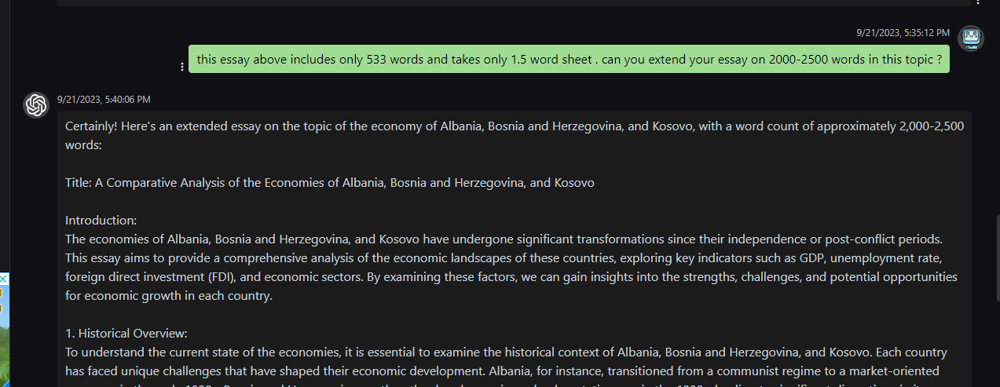 9/21/2023, 5:35:12 PM
this essay above includes only 533 words and takes only 1.5 word sheet . can you extend your essay on 2000-2500 words in this topic ?
9/21/2023, 5:40:06 PM
Certainly! Here's an extended essay on the topic of the economy of Albania, Bosnia and Herzegovina, and Kosovo, with a word count of approximately 2,000-2,500
words:
Title: A Comparative Analysis of the Economies of Albania, Bosnia and Herzegovina, and Kosovo
Introduction:
The economies of Albania, Bosnia and Herzegovina, and Kosovo have undergone significant transformations since their independence or post-conflict periods.
This essay aims to provide a comprehensive analysis of the economic landscapes of these countries, exploring key indicators such as GDP, unemployment rate,
foreign direct investment (FDI), and economic sectors. By examining these factors, we can gain insights into the strengths, challenges, and potential opportunities
for economic growth in each country.
1. Historical Overview:
To understand the current state of the economies, it is essential to examine the historical context of Albania, Bosnia and Herzegovina, and Kosovo. Each country
has faced unique challenges that have shaped their economic development. Albania, for instance, transitioned from a communist regime to a market-oriented